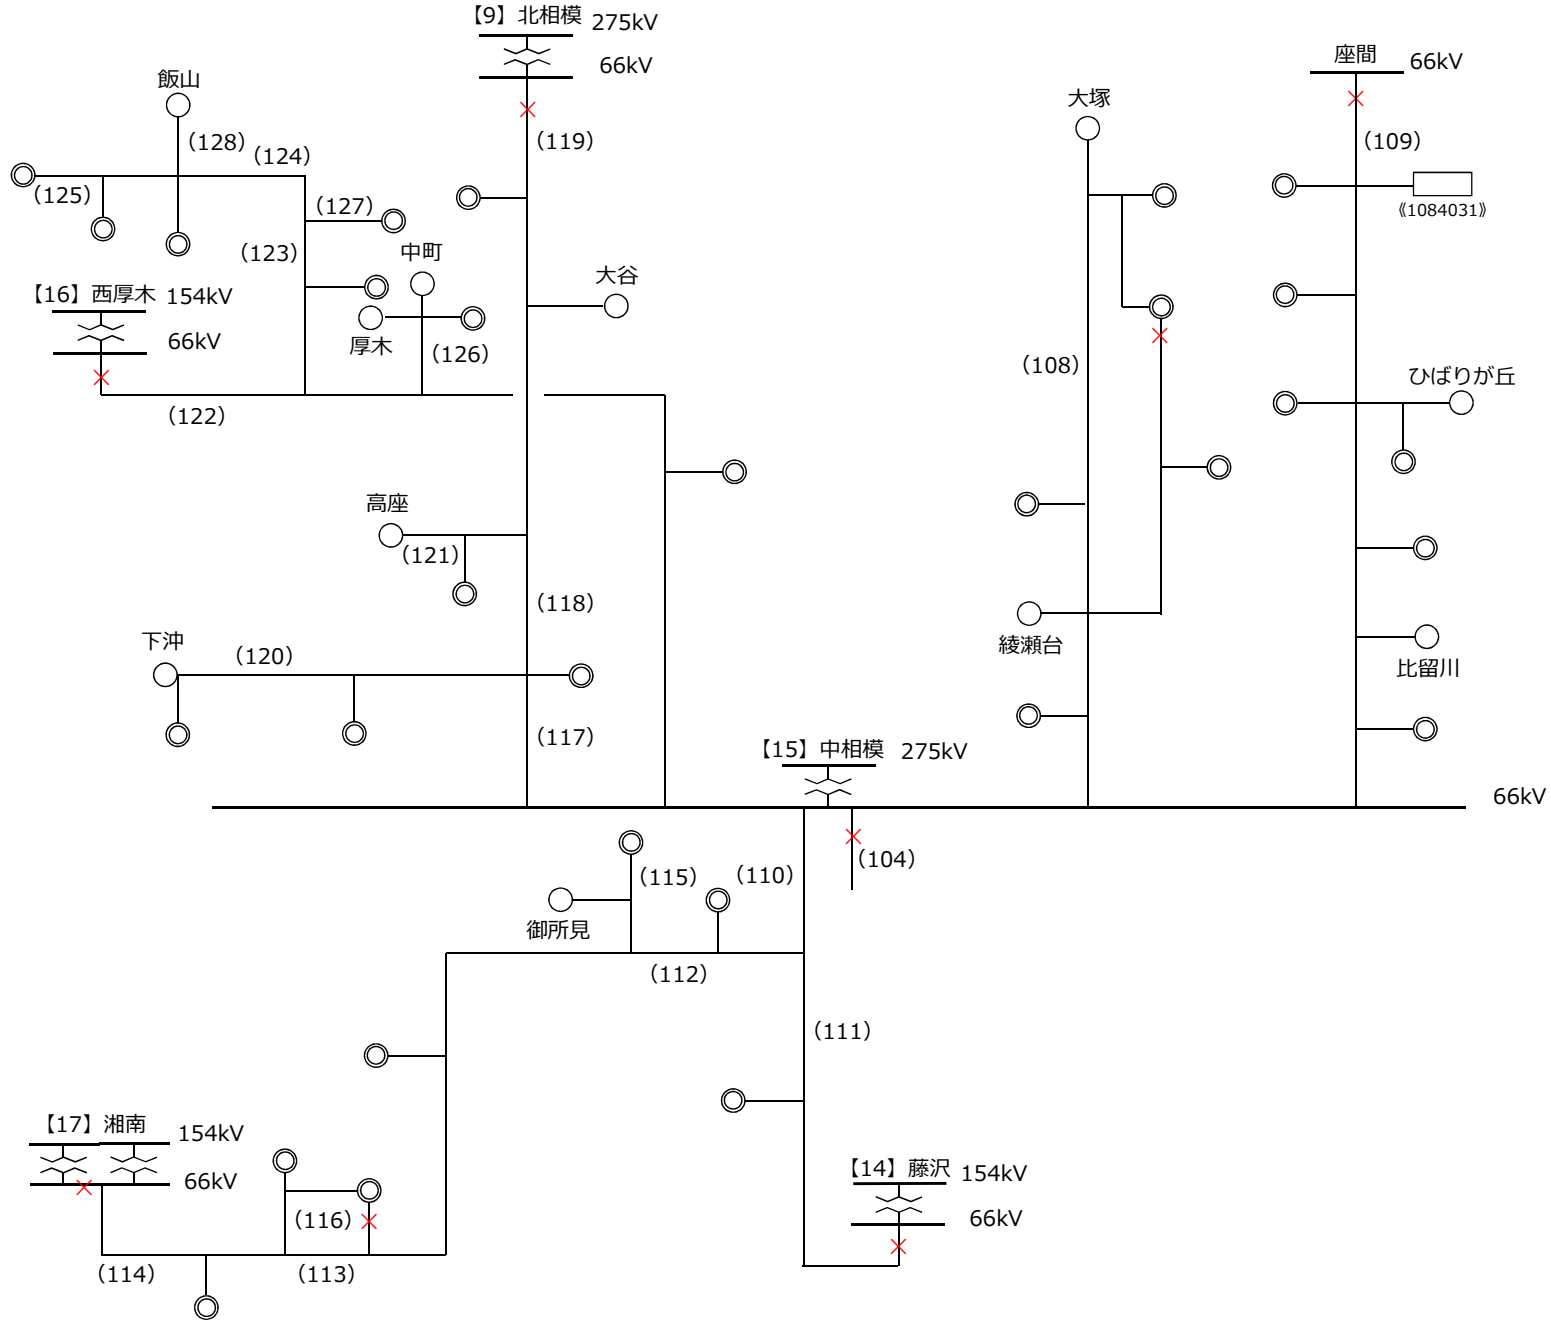 【9】北相模 275kV
66kV
座間 66kV
飯山
大塚
（128）
（124）
（119）
（109）
（125）
（127）
《1084031》
（123）
中町
大谷
【16】西厚木 154kV
66kV
厚木
（126）
（108）
ひばりが丘
（122）
高座
（121）
（118）
下沖
（120）
綾瀬台
比留川
（117）
【15】中相模 275kV
66kV
（104）
（115）
（110）
御所見
（112）
（111）
【17】湘南 154kV
66kV
【14】藤沢 154kV
66kV
（116）
（114）
（113）